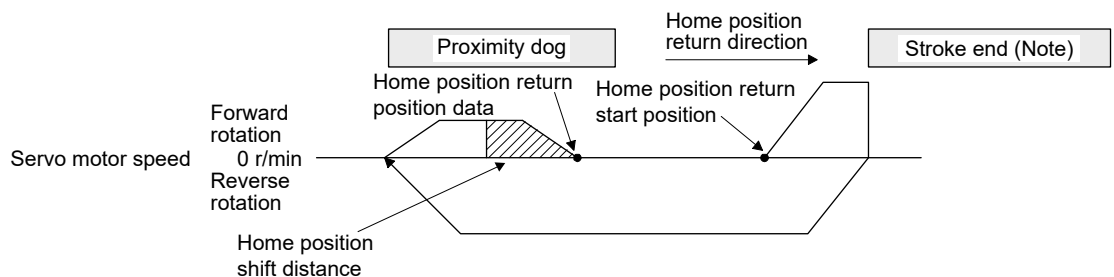 Home position
return direction
Proximity dog
Stroke end (Note)
Home position return
position data
Home position return
start position
Forward
rotation
Servo motor speed
0 r/min
Reverse
rotation
Home position
shift distance